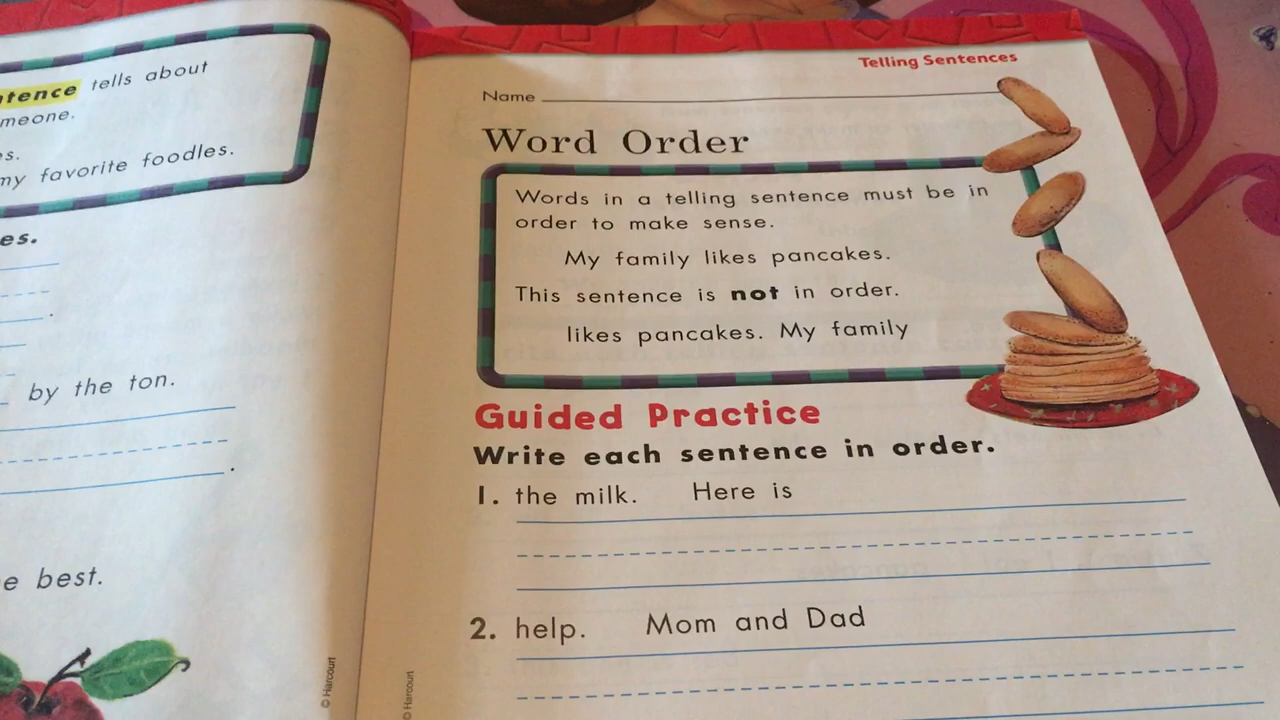 tells about
es.
my favorite foodles.
es.
.
by the ton.
.
e best.
© Harcourt
Telling Sentences
Name
Word Order
Words in a telling sentence must be in
order to make sense.
My family likes pancakes.
This sentence is not in order.
likes pancakes. My family
Guided Practice
Write each sentence in order.
1. the milk. Here is
2. help. Mom and Dad
© Harcourt